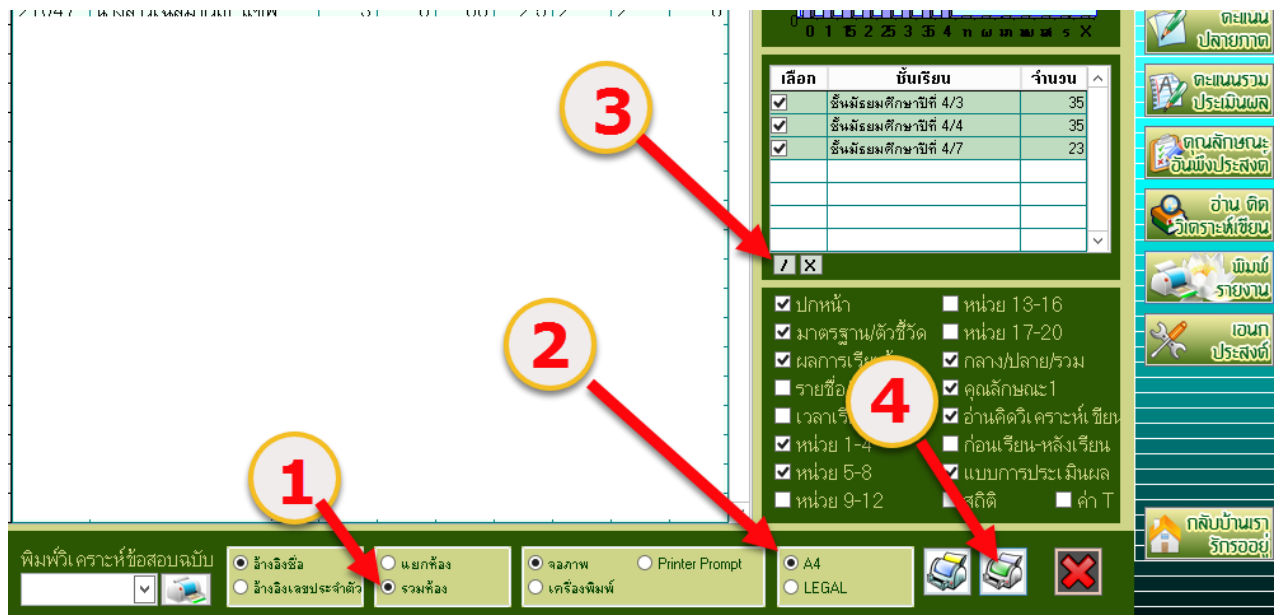 0 1 15 2 25 3 35 4
คะแนน
ปลายภาค
เลือก ชั้นเรียน จำนวน
ชั้นมัธยมศึกษาปีที่ 4/3 35
ชั้นมัธยมศึกษาปีที่ 4/4 35
ชั้นมัธยมศึกษาปีที่ 4/7 23
/ X
คะแนนรวม
ประเมินผล
คุณลักษณะ
อันพึงประสงค์
อ่าน คิด
วิเคราะห์เขียน
พิมพ์
รายงาน
เอนก
ประสงค์
กลับบ้านเรา
รักรออยู่
3
2
4
1
ปกหน้า
มาตรฐาน/ตัวชี้วัด
หน่วย 1-4
หน่วย 5-8
หน่วย 9-12
หน่วย 13-16
หน่วย 17-20
กลาง/ปลาย/รวม
คุณลักษณะ1
อ่านคิดวิเคราะห์เขียน
ก่อนเรียน-หลังเรียน
แบบการประเมินผล
สถิติ ค่า T
พิมพ์วิเคราะห์ข้อสอบฉบับ
อ้างอิงชื่อ
อ้างอิงเลขประจำตัว
แยกห้อง
รวมห้อง
จอภาพ Printer Prompt
เครื่องพิมพ์
A4
LEGAL